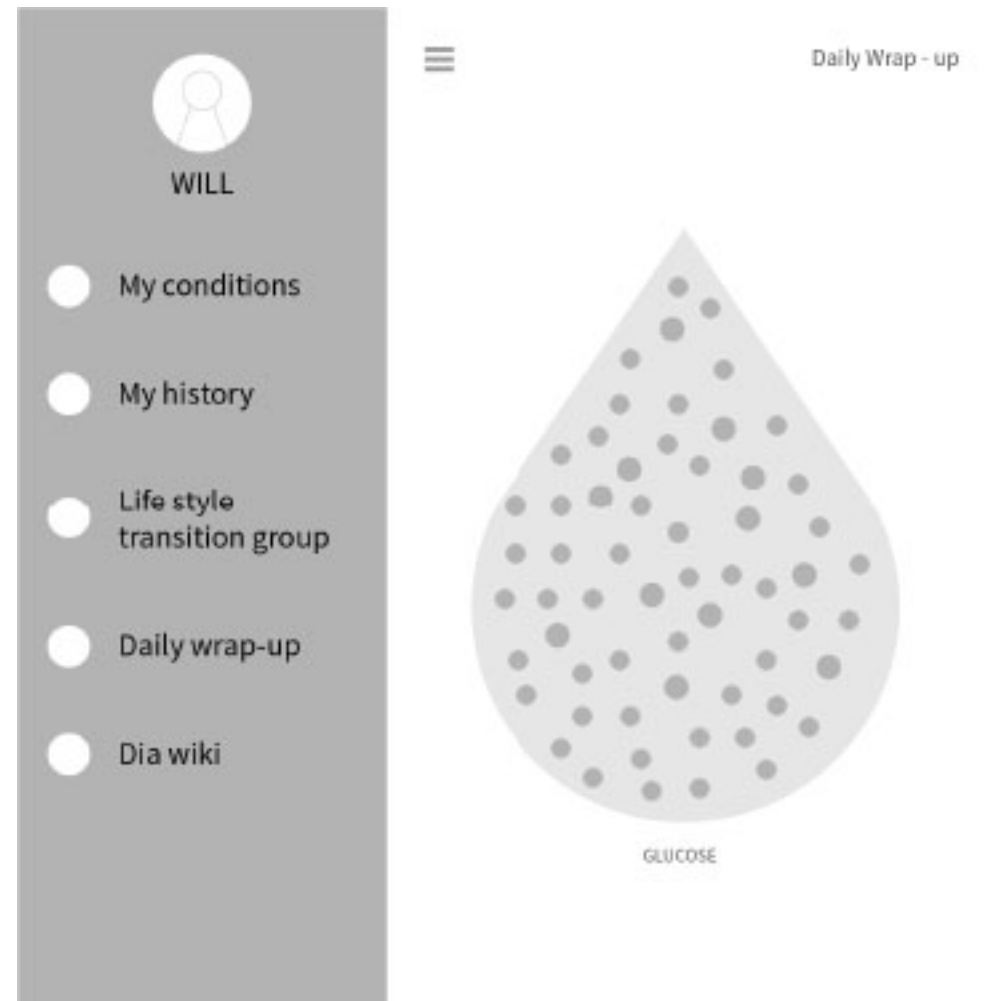 WILL
My conditions
My history
Life style
transition group
Daily wrap-up
Dia wiki
Daily Wrap - up
GLUCOSE